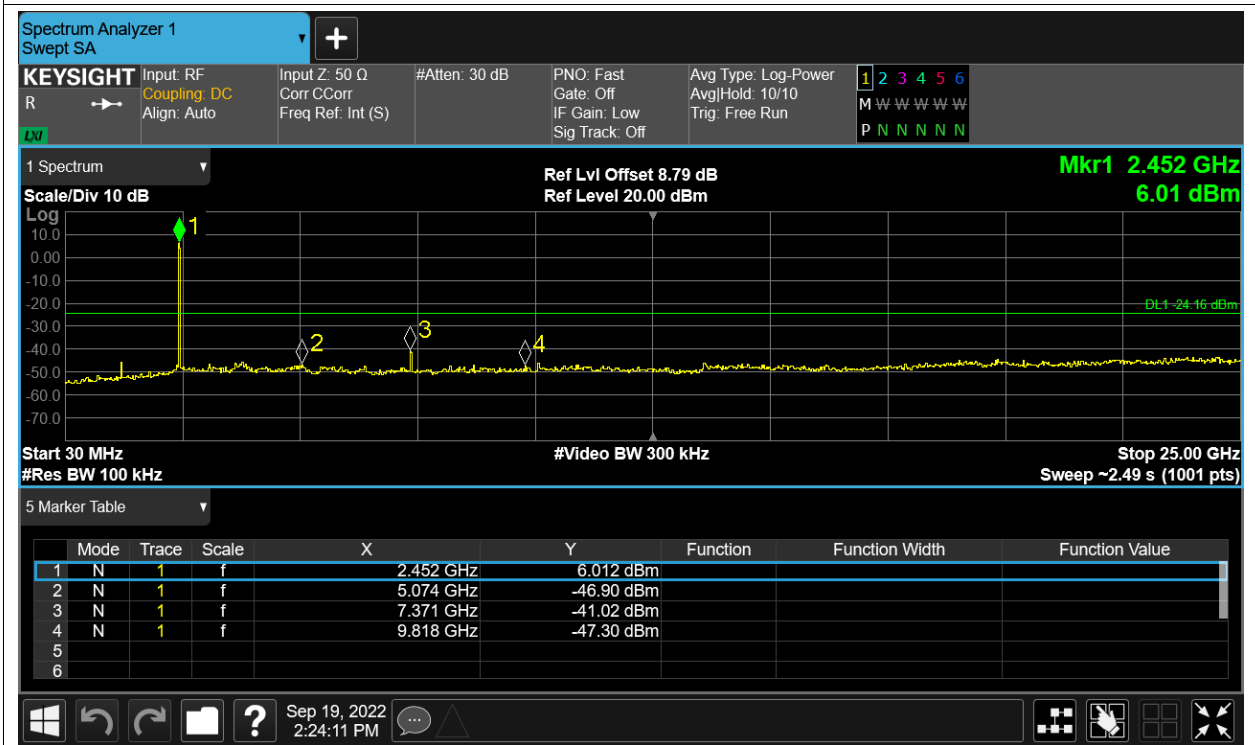 Spectrum Analyzer 1
Swept SA
KEYSIGHT
R
LXI
Input: RF
Coupling: DC
Align: Auto
Input Z: 50 Ω
Corr CCorr
Freq Ref: Int (S)
#Atten: 30 dB
PNO: Fast
Gate: Off
IF Gain: Low
Sig Track: Off
Avg Type: Log-Power
Avg|Hold: 10/10
Trig: Free Run
1 2 3 4 5 6
M W W W W W
P N N N N N
1 Spectrum
Scale/Div 10 dB
Ref Lvl Offset 8.79 dB
Ref Level 20.00 dBm
Mkr1 2.452 GHz
6.01 dBm
Log
10.0
0.00
-10.0
-20.0
-30.0
-40.0
-50.0
-60.0
-70.0
1
2
3
4
DL1 -24.16 dBm
Start 30 MHz
#Video BW 300 kHz
Stop 25.00 GHz
#Res BW 100 kHz
Sweep ~2.49 s (1001 pts)
5 Marker Table
Mode Trace Scale X Y Function Function Width Function Value
1 N 1 f 2.452 GHz 6.012 dBm
2 N 1 f 5.074 GHz -46.90 dBm
3 N 1 f 7.371 GHz -41.02 dBm
4 N 1 f 9.818 GHz -47.30 dBm
5
6
?
Sep 19, 2022
2:24:11 PM